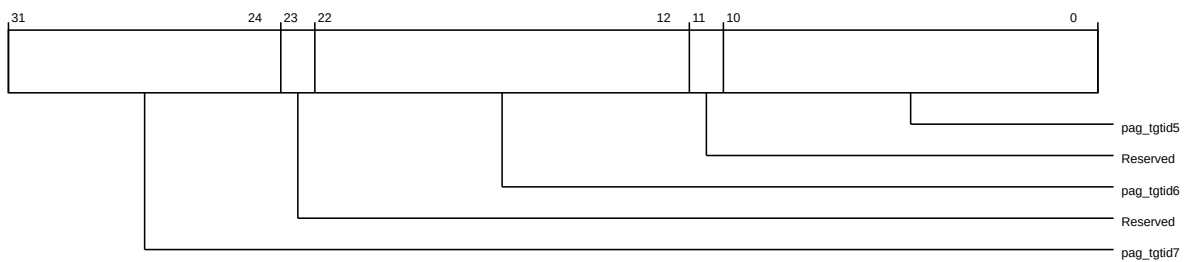 31 24 23 22 12 11 10 0
pag_tgtid5
Reserved
pag_tgtid6
Reserved
pag_tgtid7